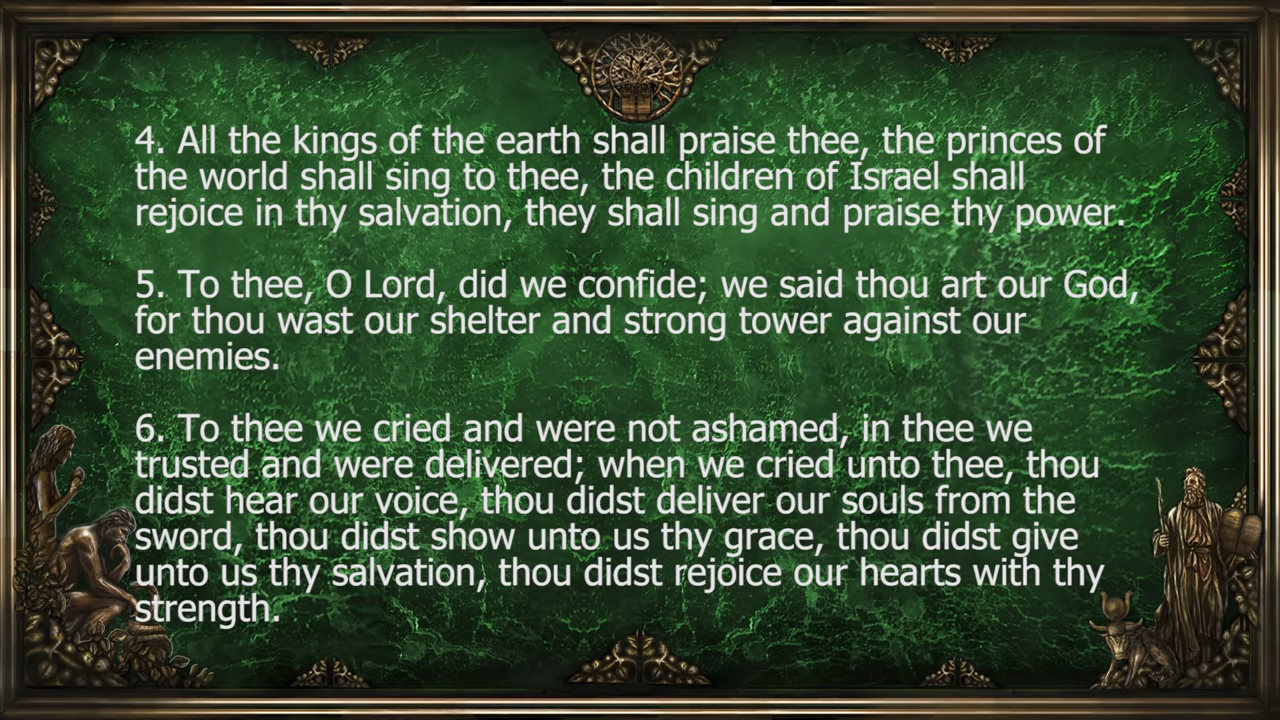 4. All the kings of the earth shall praise thee, the princes of
the world shall sing to thee, the children of Israel shall
rejoice in thy salvation, they shall sing and praise thy power.
5. To thee, O Lord, did we confide; we said thou art our God,
for thou wast our shelter and strong tower against our
enemies.
6. To thee we cried and were not ashamed, in thee we
trusted and were delivered; when we cried unto thee, thou
didst hear our voice, thou didst deliver our souls from the
sword, thou didst show unto us thy grace, thou didst give
unto us thy salvation, thou didst rejoice our hearts with thy
strength.